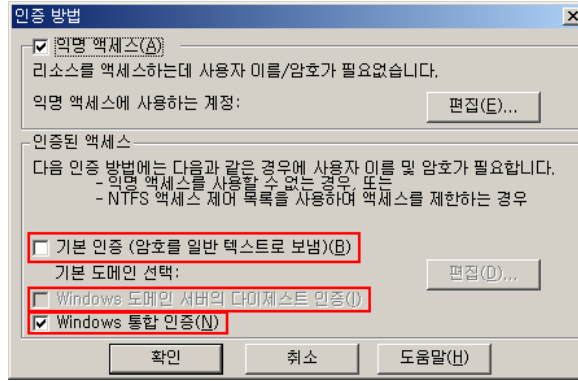 인증 방법
익명 액세스(A)
리소스를 액세스하는데 사용자 이름/암호가 필요없습니다.
익명 액세스에 사용하는 계정:
편집(E)...
인증된 액세스
다음 인증 방법에는 다음과 같은 경우에 사용자 이름 및 암호가 필요합니다.
- 익명 액세스를 사용할 수 없는 경우, 또는
- NTFS 액세스 제어 목록을 사용하여 액세스를 제한하는 경우
기본 인증 (암호를 일반 텍스트로 보냄)(B)
기본 도메인 선택:
편집(D)...
Windows 도메인 서버의 다이제스트 인증(I)
Windows 통합 인증(N)
확인
취소
도움말(H)